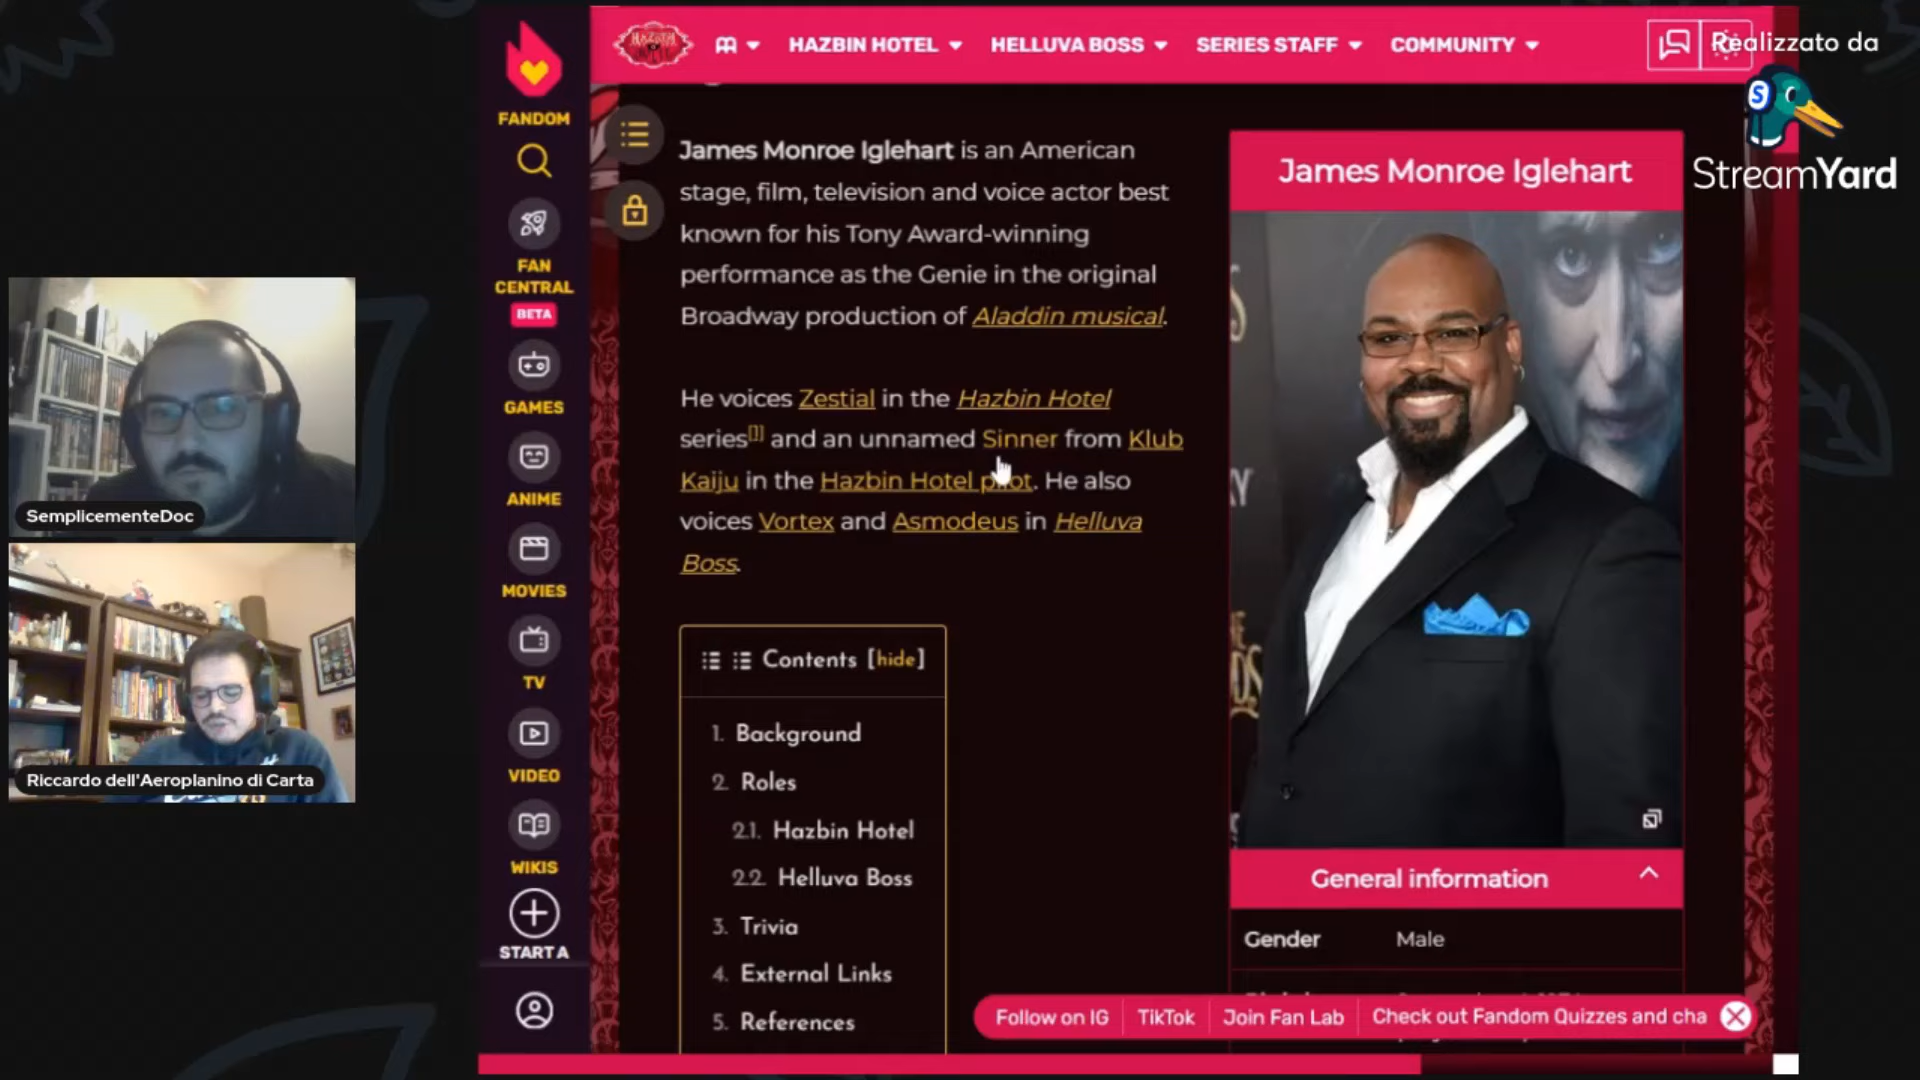 HAZBIN HOTEL
HELLUVA BOSS
SERIES STAFF
COMMUNITY
Realizzato da
StreamYard
FANDOM
FAN CENTRAL
BETA
GAMES
ANIME
MOVIES
TV
VIDEO
WIKIS
START A
James Monroe Iglehart is an American
stage, film, television and voice actor best
known for his Tony Award-winning
performance as the Genie in the original
Broadway production of Aladdin musical.
He voices Zestial in the Hazbin Hotel
series[1] and an unnamed Sinner from Klub
Kaiju in the Hazbin Hotel pilot. He also
voices Vortex and Asmodeus in Helluva
Boss.
Contents [hide]
1. Background
2. Roles
2.1. Hazbin Hotel
2.2. Helluva Boss
3. Trivia
4. External Links
5. References
James Monroe Iglehart
General information
Gender Male
Follow on IG
TikTok
Join Fan Lab
Check out Fandom Quizzes and cha
SemplicementeDoc
Riccardo dell'Aeroplanino di Carta